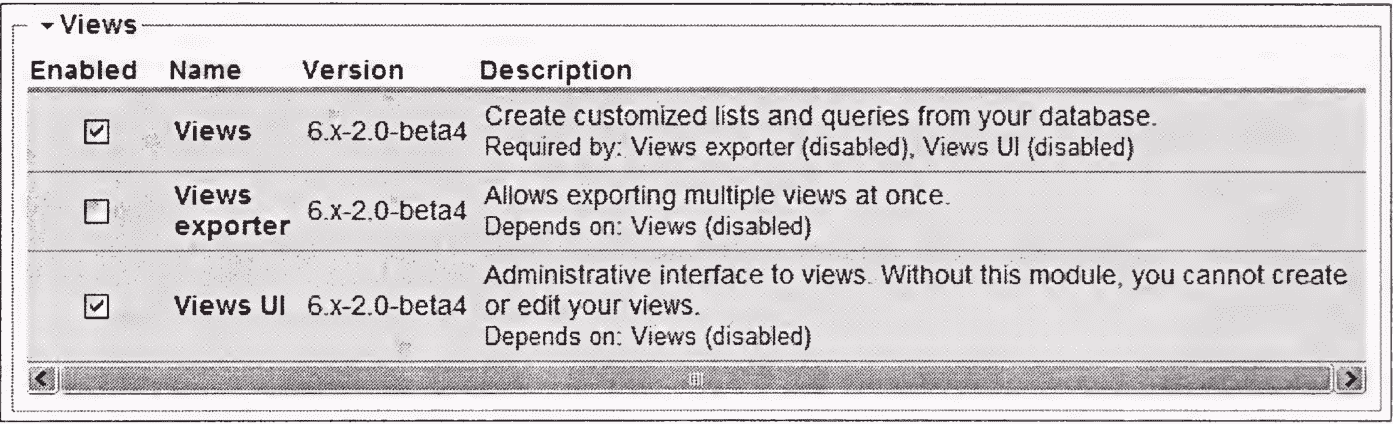 Views
Enabled Name Version Description
Views 6.x-2.0-beta4 Create customized lists and queries from your database.
Required by: Views exporter (disabled), Views UI (disabled)
Views exporter 6.x-2.0-beta4 Allows exporting multiple views at once.
Depends on: Views (disabled)
Views UI 6.x-2.0-beta4 Administrative interface to views. Without this module, you cannot create
or edit your views.
Depends on: Views (disabled)